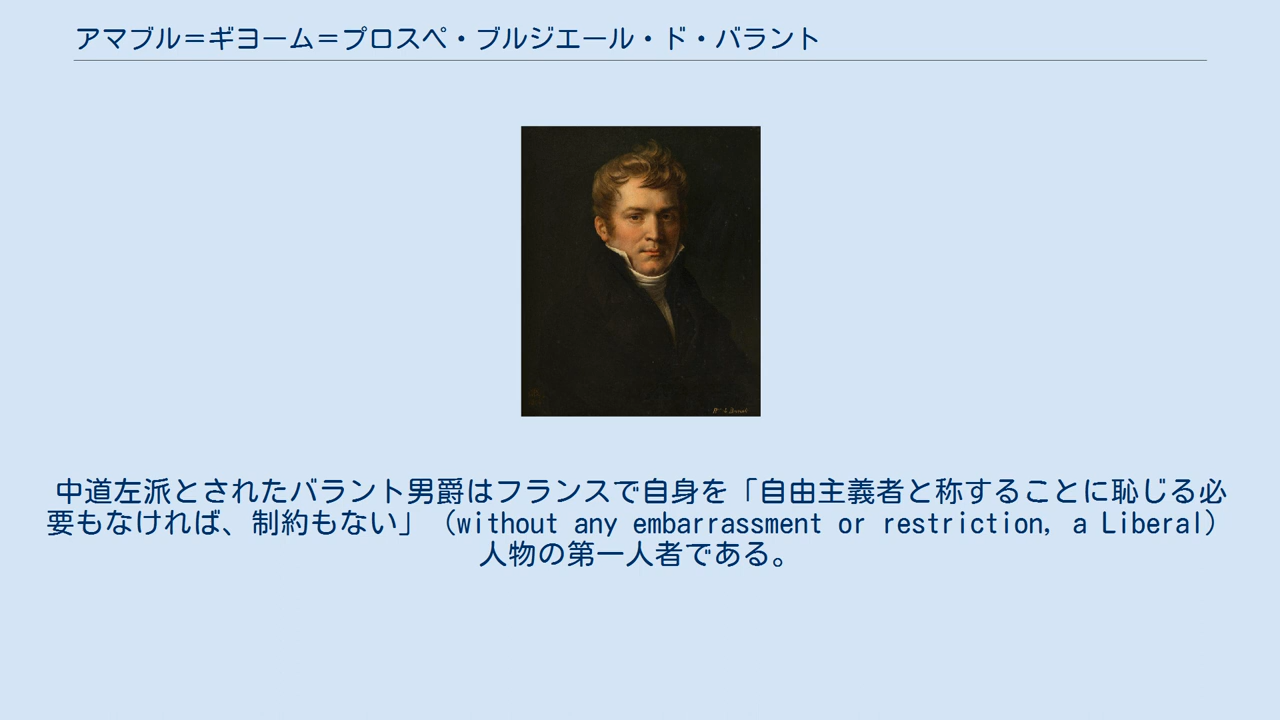 アマブル＝ギヨーム＝プロスペ・ブルジエール・ド・バラント
中道左派とされたバラント男爵はフランスで自身を「自由主義者と称することに恥じる必
要もなければ、制約もない」（without any embarrassment or restriction, a Liberal）
人物の第一人者である。